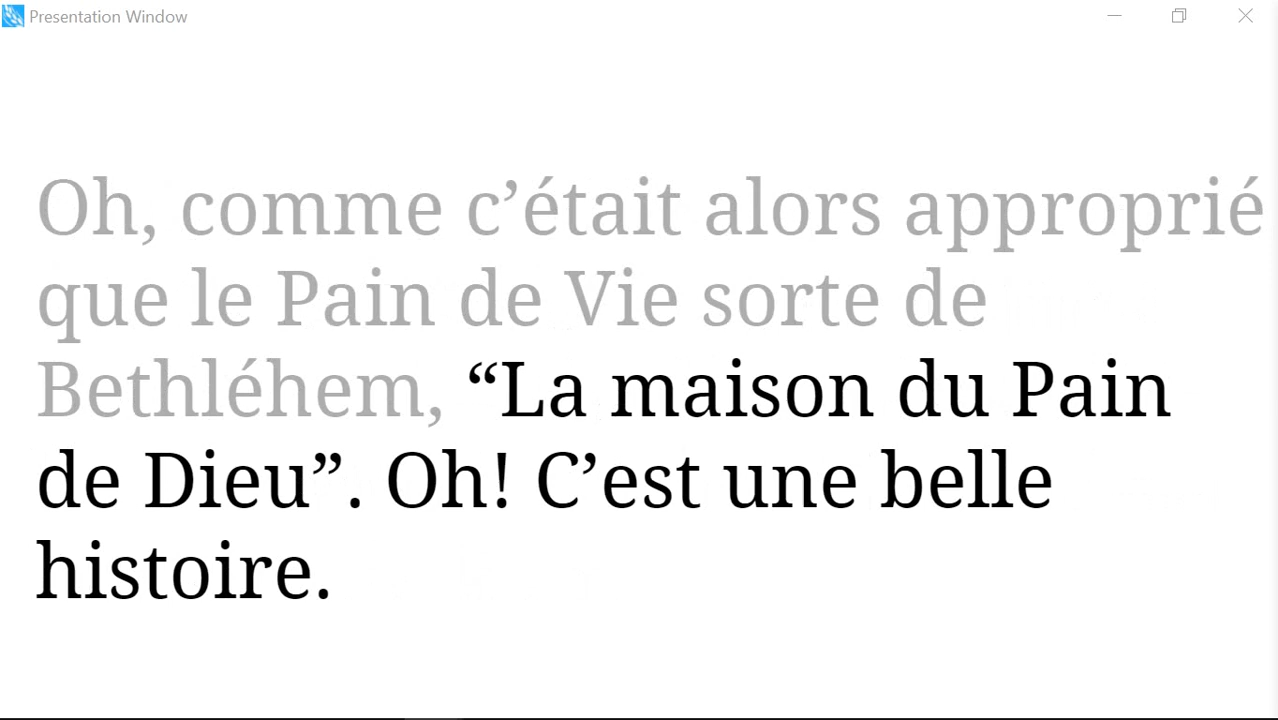 Presentation Window
Oh, comme c’était alors approprié
que le Pain de Vie sorte de
Bethléhem, “La maison du Pain
de Dieu”. Oh! C’est une belle
histoire.